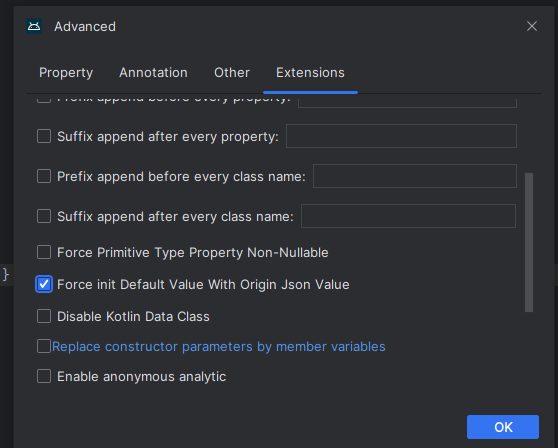 Advanced
Property Annotation Other Extensions
Prefix append before every property:
Suffix append after every property:
Prefix append before every class name:
Suffix append after every class name:
Force Primitive Type Property Non-Nullable
}
Force init Default Value With Origin Json Value
Disable Kotlin Data Class
Replace constructor parameters by member variables
Enable anonymous analytic
OK